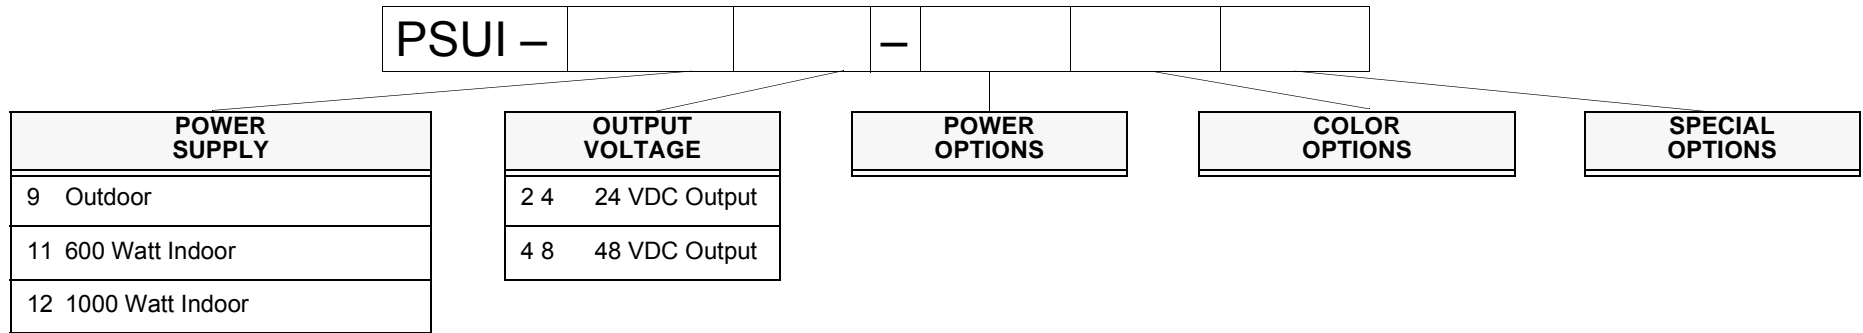 PSUI – –
POWER
SUPPLY
9 Outdoor
11 600 Watt Indoor
12 1000 Watt Indoor
OUTPUT
VOLTAGE
2 4 24 VDC Output
4 8 48 VDC Output
POWER
OPTIONS
COLOR
OPTIONS
SPECIAL
OPTIONS